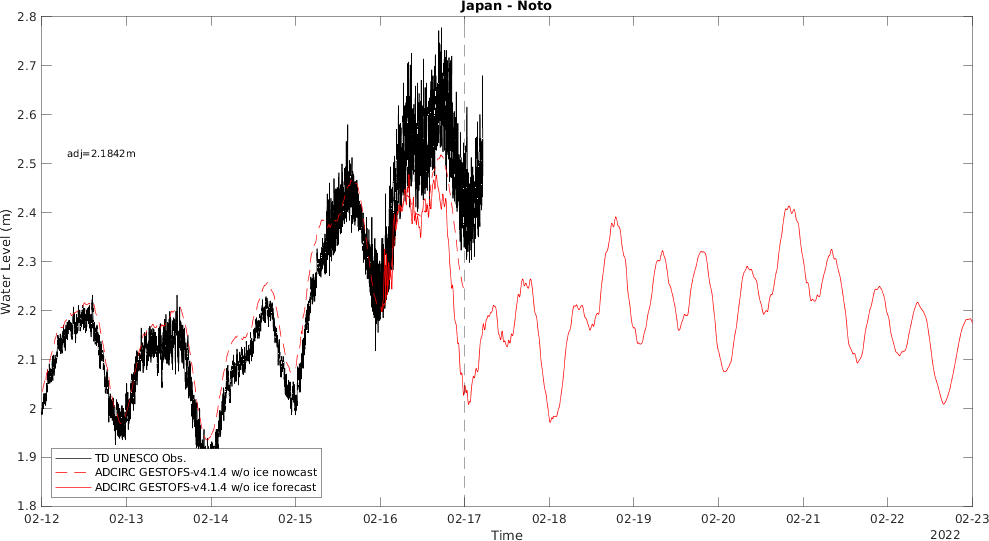 Japan - Noto
2.8
2.7
2.6
2.5
2.4
2.3
2.2
2.1
2
1.9
1.8
Water Level (m)
adj=2.1842m
TD UNESCO Obs.
ADCIRC GESTOFS-v4.1.4 w/o ice nowcast
ADCIRC GESTOFS-v4.1.4 w/o ice forecast
02-12 02-13 02-14 02-15 02-16 02-17 02-18 02-19 02-20 02-21 02-22 02-23
Time
2022